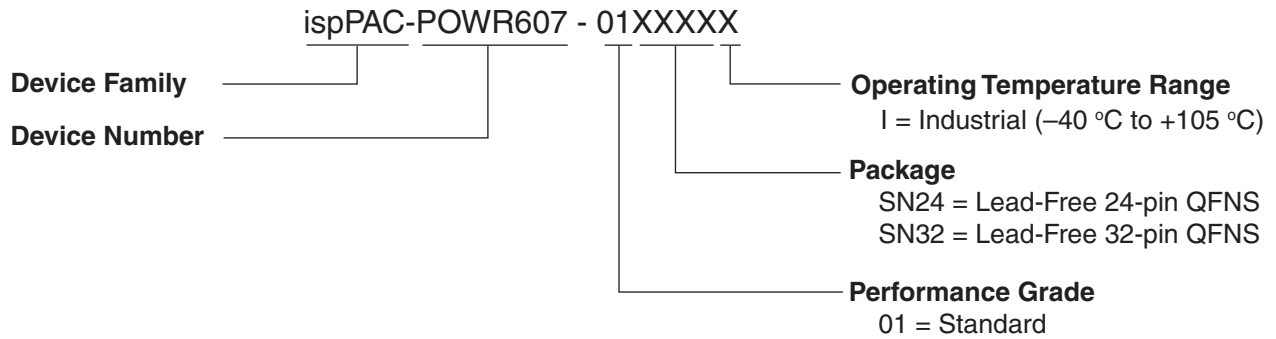 ispPAC-POWR607 - 01XXXXX
Device Family
Device Number
Operating Temperature Range
I = Industrial (–40 °C to +105 °C)
Package
SN24 = Lead-Free 24-pin QFNS
SN32 = Lead-Free 32-pin QFNS
Performance Grade
01 = Standard